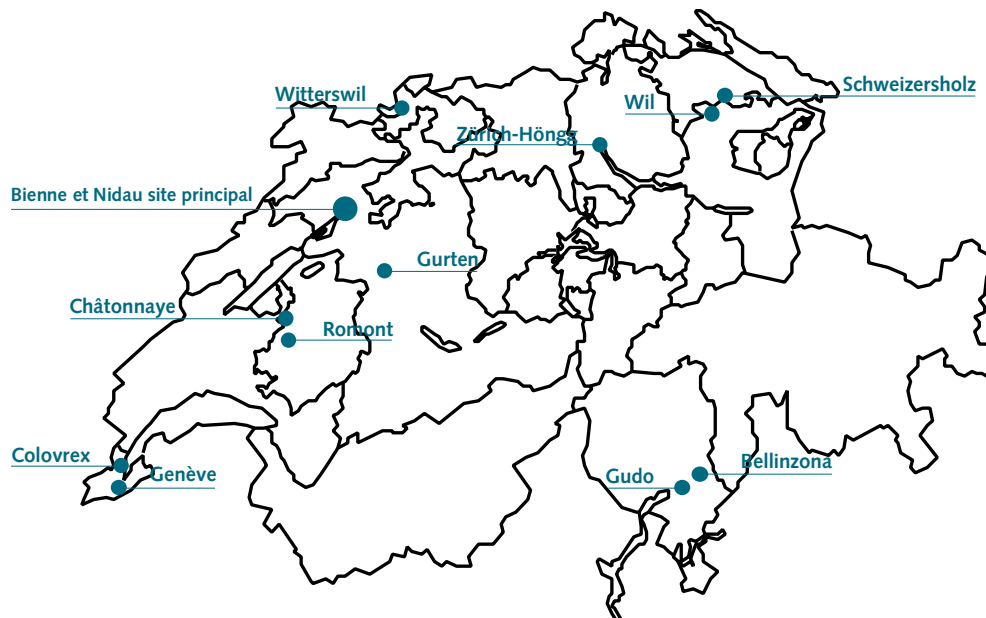 Schweizersholz
Witterswil
Wil
Zürich-Höngg
Bienne et Nidau site principal
Gurten
Châtonnaye
Romont
Colovrex
Genève
Bellinzona
Gudo